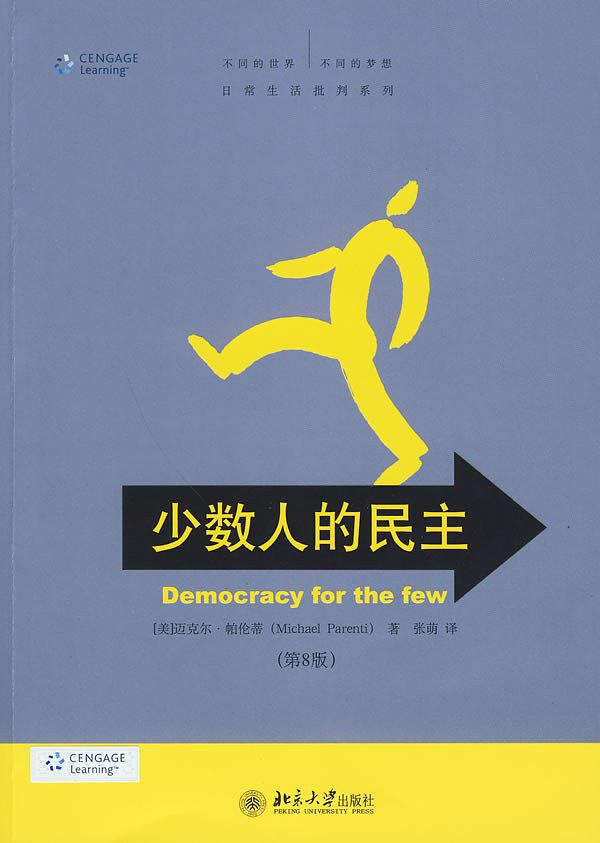 CENGAGE
Learning™
不同的世界 不同的梦想
日常生活批判系列
少数人的民主
Democracy for the few
[美]迈克尔·帕伦蒂（Michael Parenti） 著 张萌 译
（第8版）
CENGAGE
Learning™
北京大学出版社
PEKING UNIVERSITY PRESS